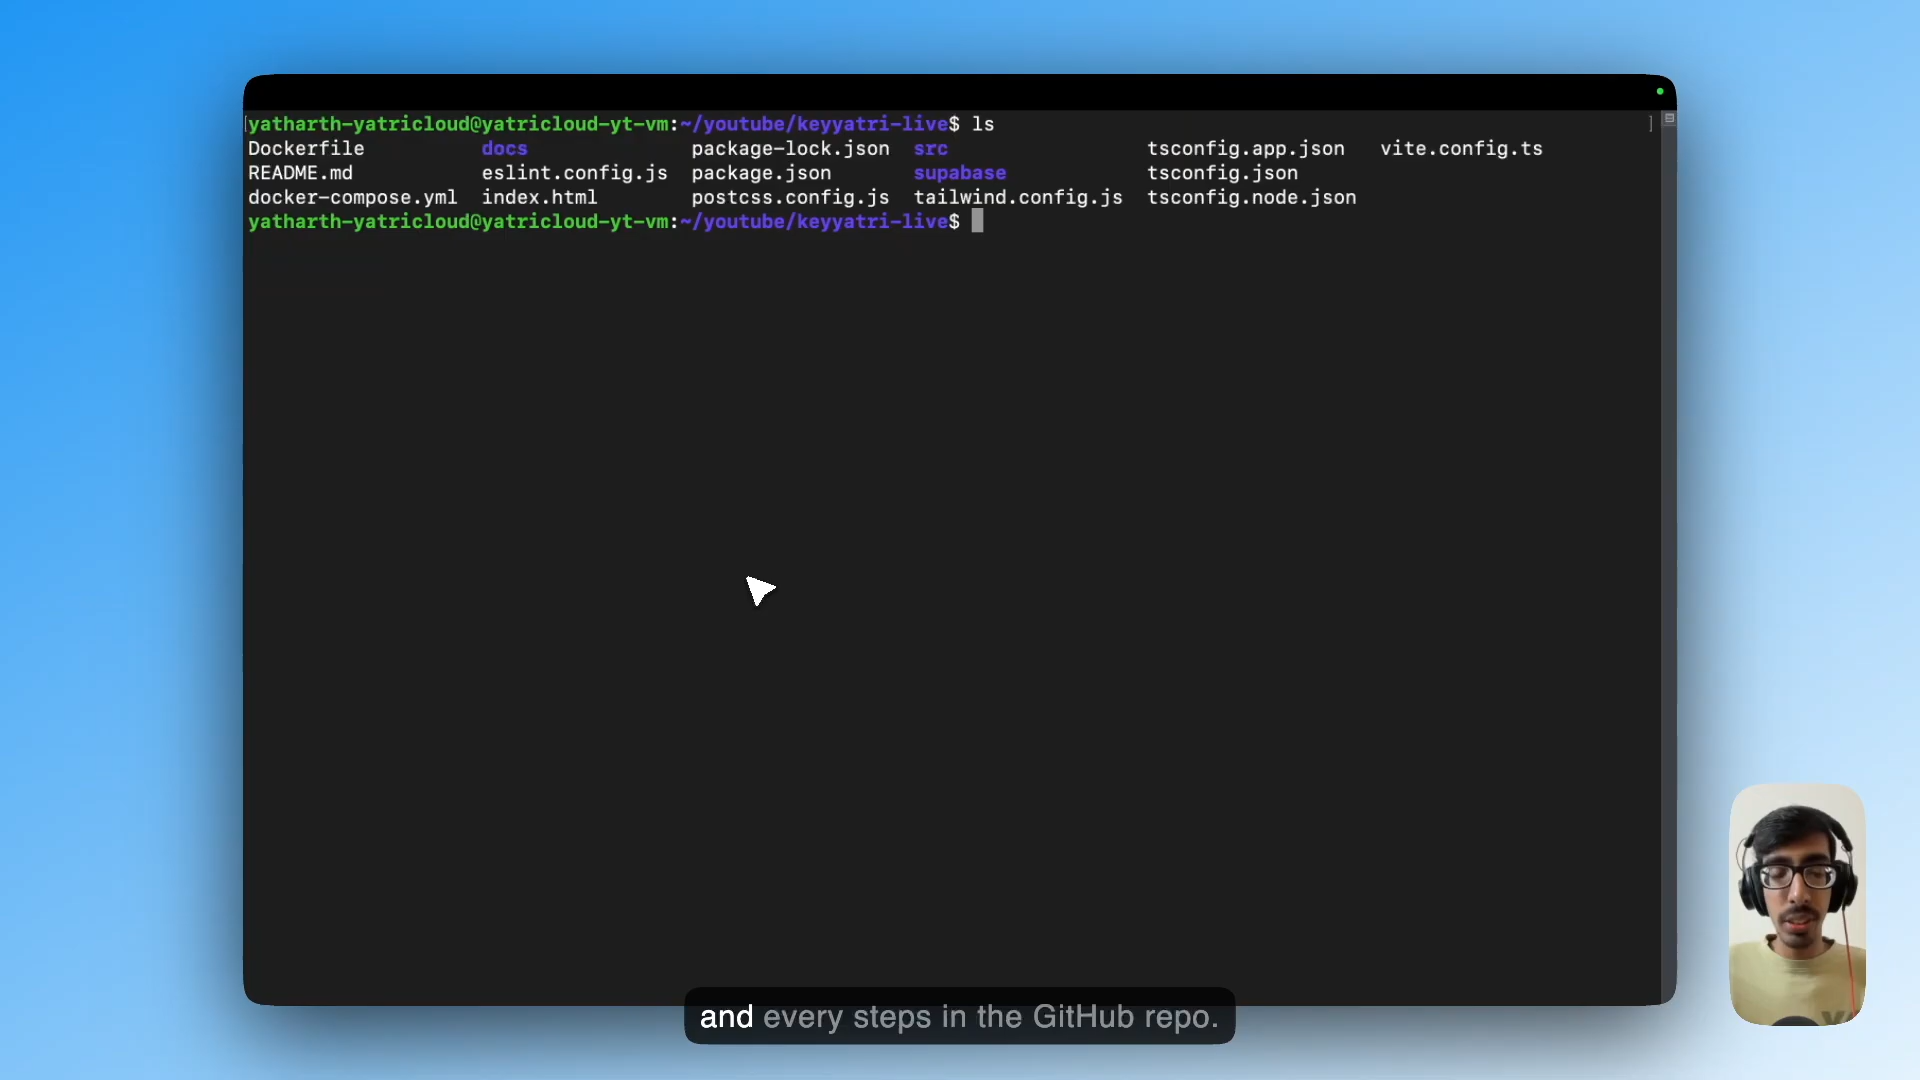 yatharth-yatricloud@yatricloud-yt-vm:~/youtube/keyyatri-live$ ls
Dockerfile docs package-lock.json src tsconfig.app.json vite.config.ts
README.md eslint.config.js package.json supabase tsconfig.json
docker-compose.yml index.html postcss.config.js tailwind.config.js tsconfig.node.json
yatharth-yatricloud@yatricloud-yt-vm:~/youtube/keyyatri-live$
and every steps in the GitHub repo.